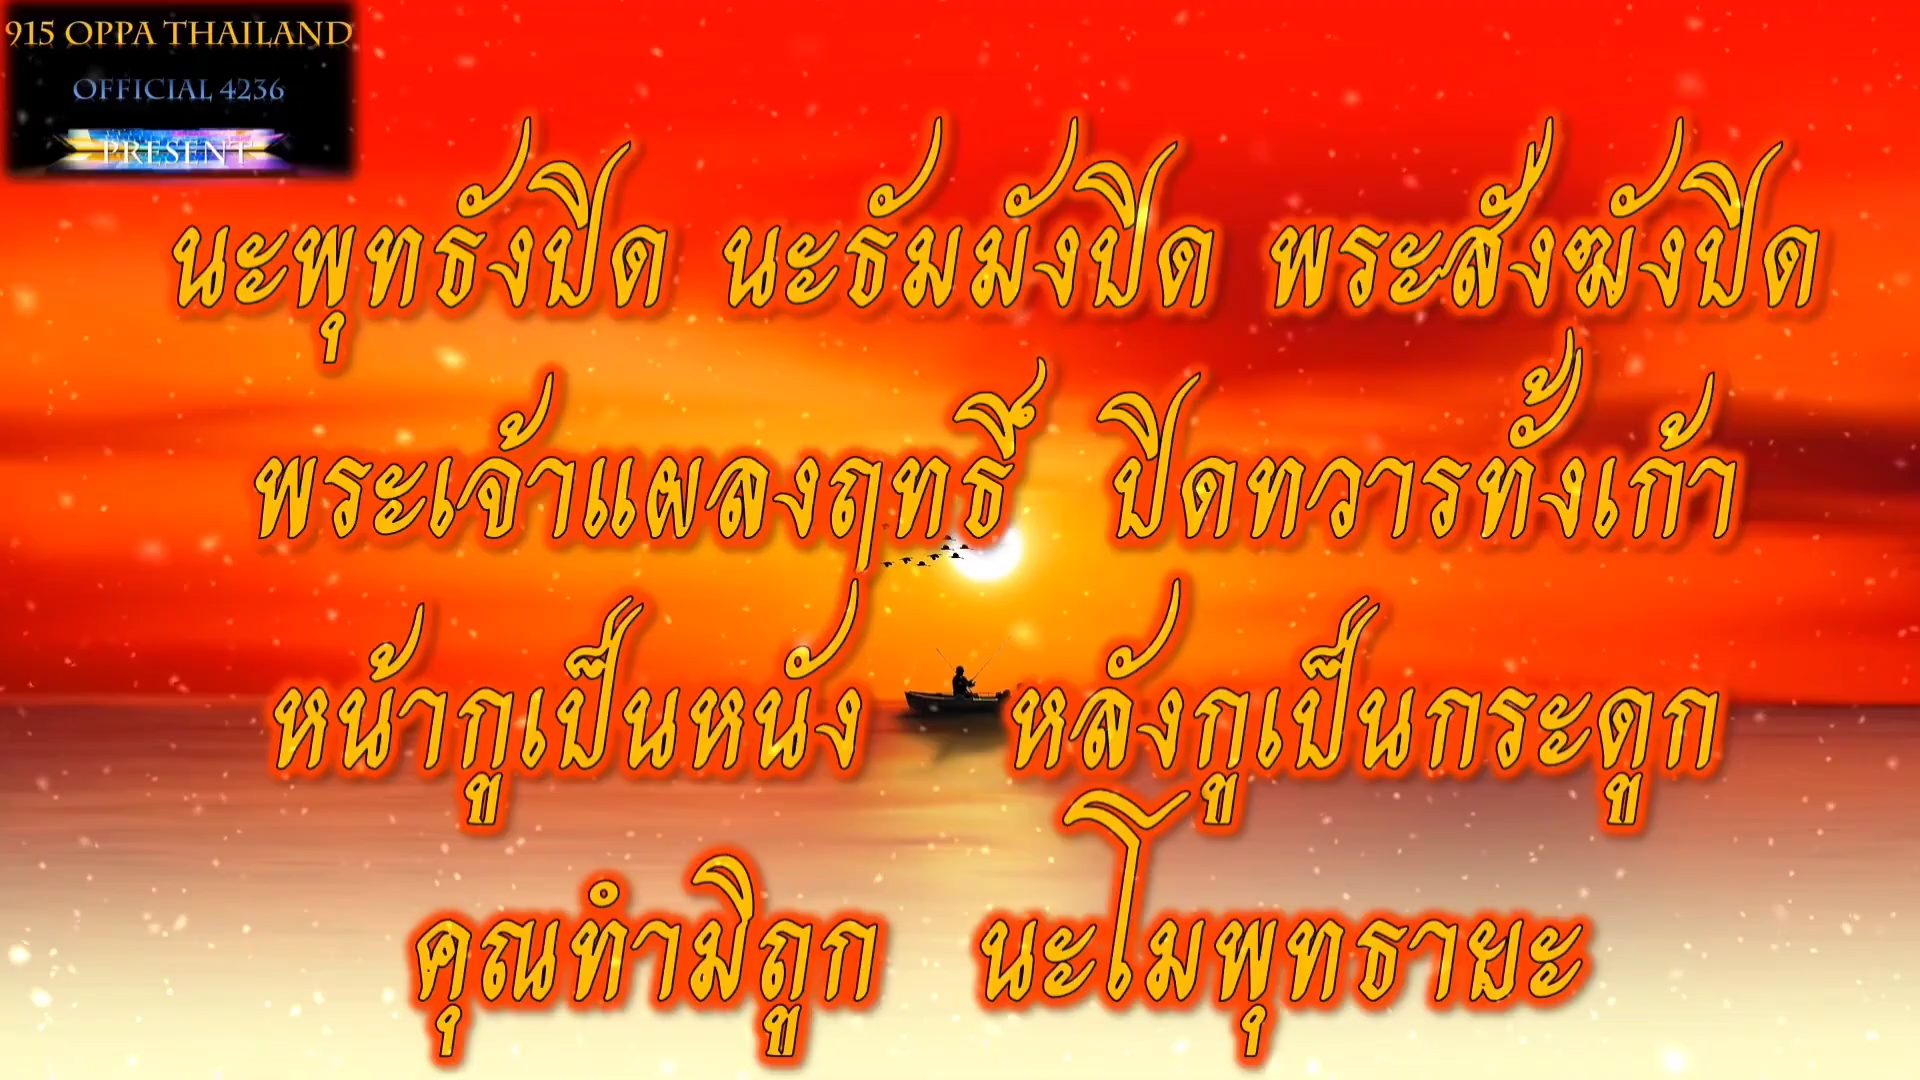 915 OPPA THAILAND
OFFICIAL 4236
PRESENT
นะพุทธังปิด นะธัมมังปิด พระสั่งฆังปิด
พระเจ้าแผลงฤทธิ์ ปิดทวารทั้งเก้า
หน้ากูเป็นหนัง หลังกูเป็นกระดูก
คุณทำมิถูก นะโมพุทธายะ